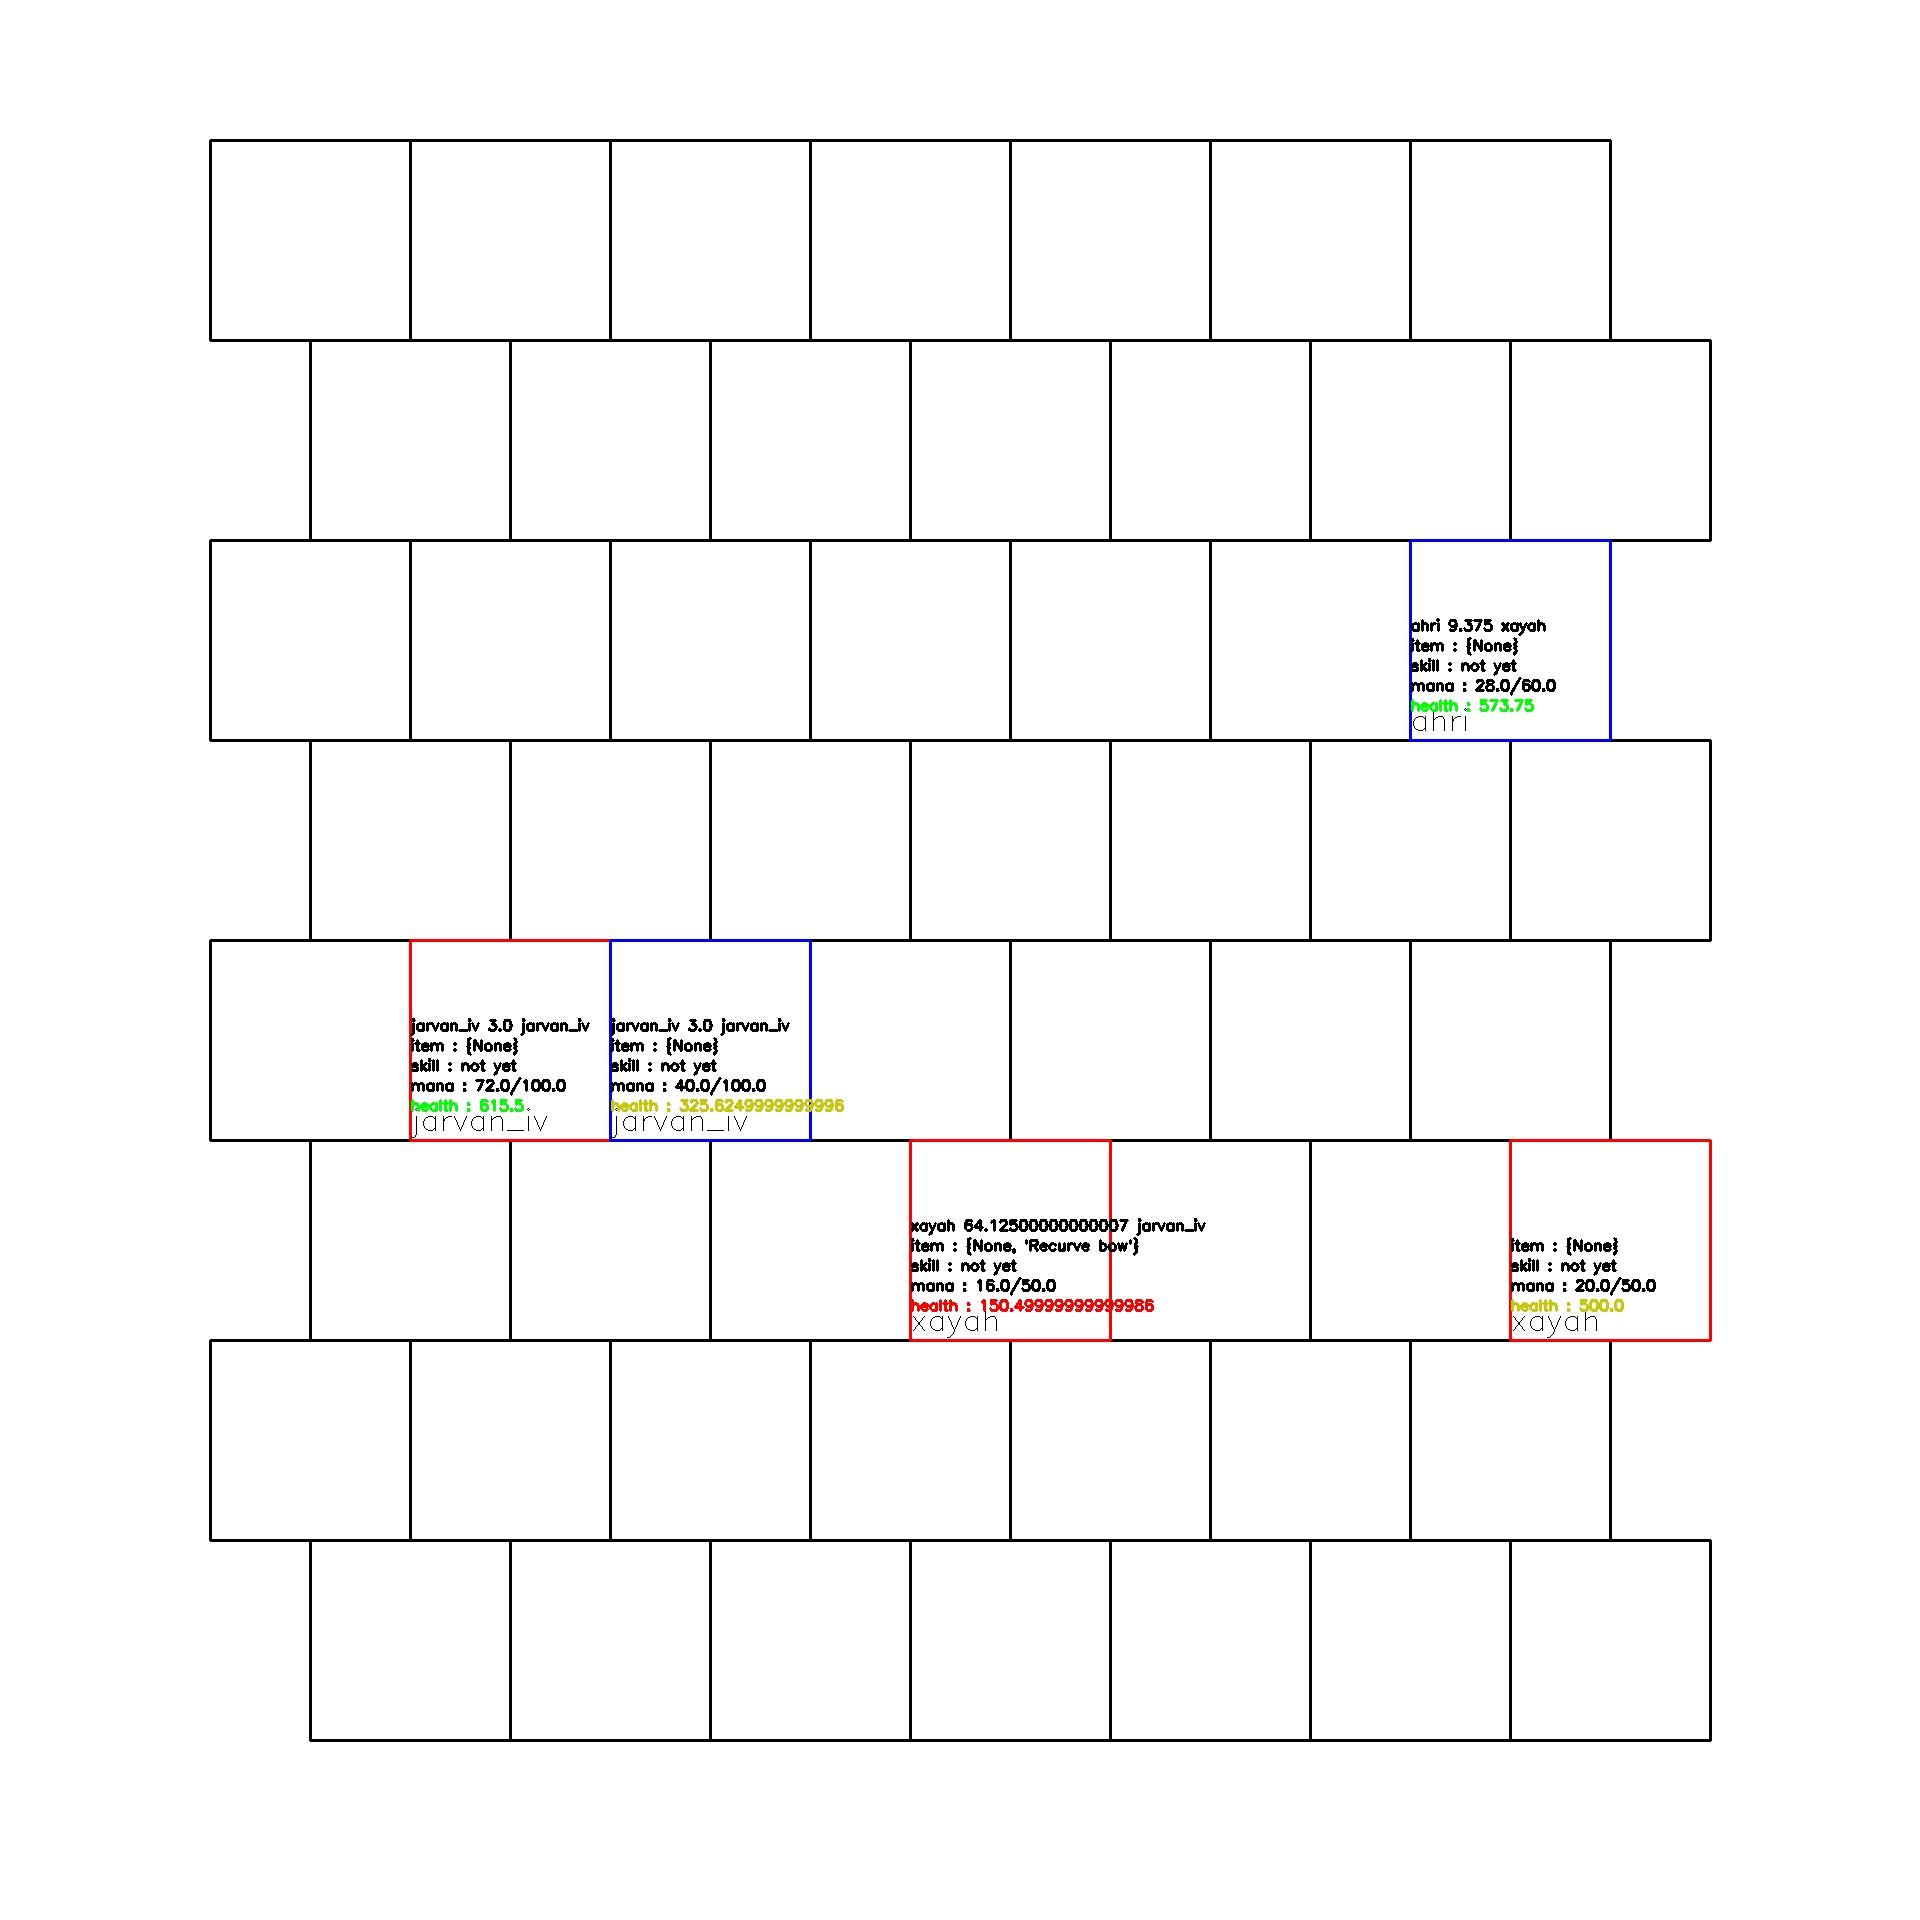 ahri 9.375 xayah
item : {None}
skill : not yet
mana : 28.0/60.0
health : 573.75
ahri
jarvan_iv 3.0 jarvan_iv
item : {None}
skill : not yet
mana : 72.0/100.0
health : 615.5
jarvan_iv
jarvan_iv 3.0 jarvan_iv
item : {None}
skill : not yet
mana : 40.0/100.0
health : 325.6249999999996
jarvan_iv
xayah 64.12500000000007 jarvan_iv
item : {None, 'Recurve bow'}
skill : not yet
mana : 16.0/50.0
health : 150.49999999999986
xayah
item : {None}
skill : not yet
mana : 20.0/50.0
health : 500.0
xayah